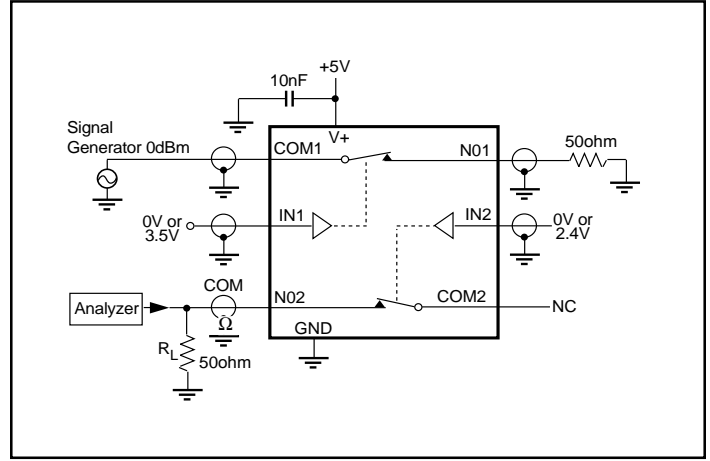 +5V
10nF
V+
Signal
Generator 0dBm
COM1
N01
50ohm
0V or
3.5V
IN1
IN2
0V or
2.4V
COM
N02
COM2
NC
Analyzer
Ω
GND
RL
50ohm